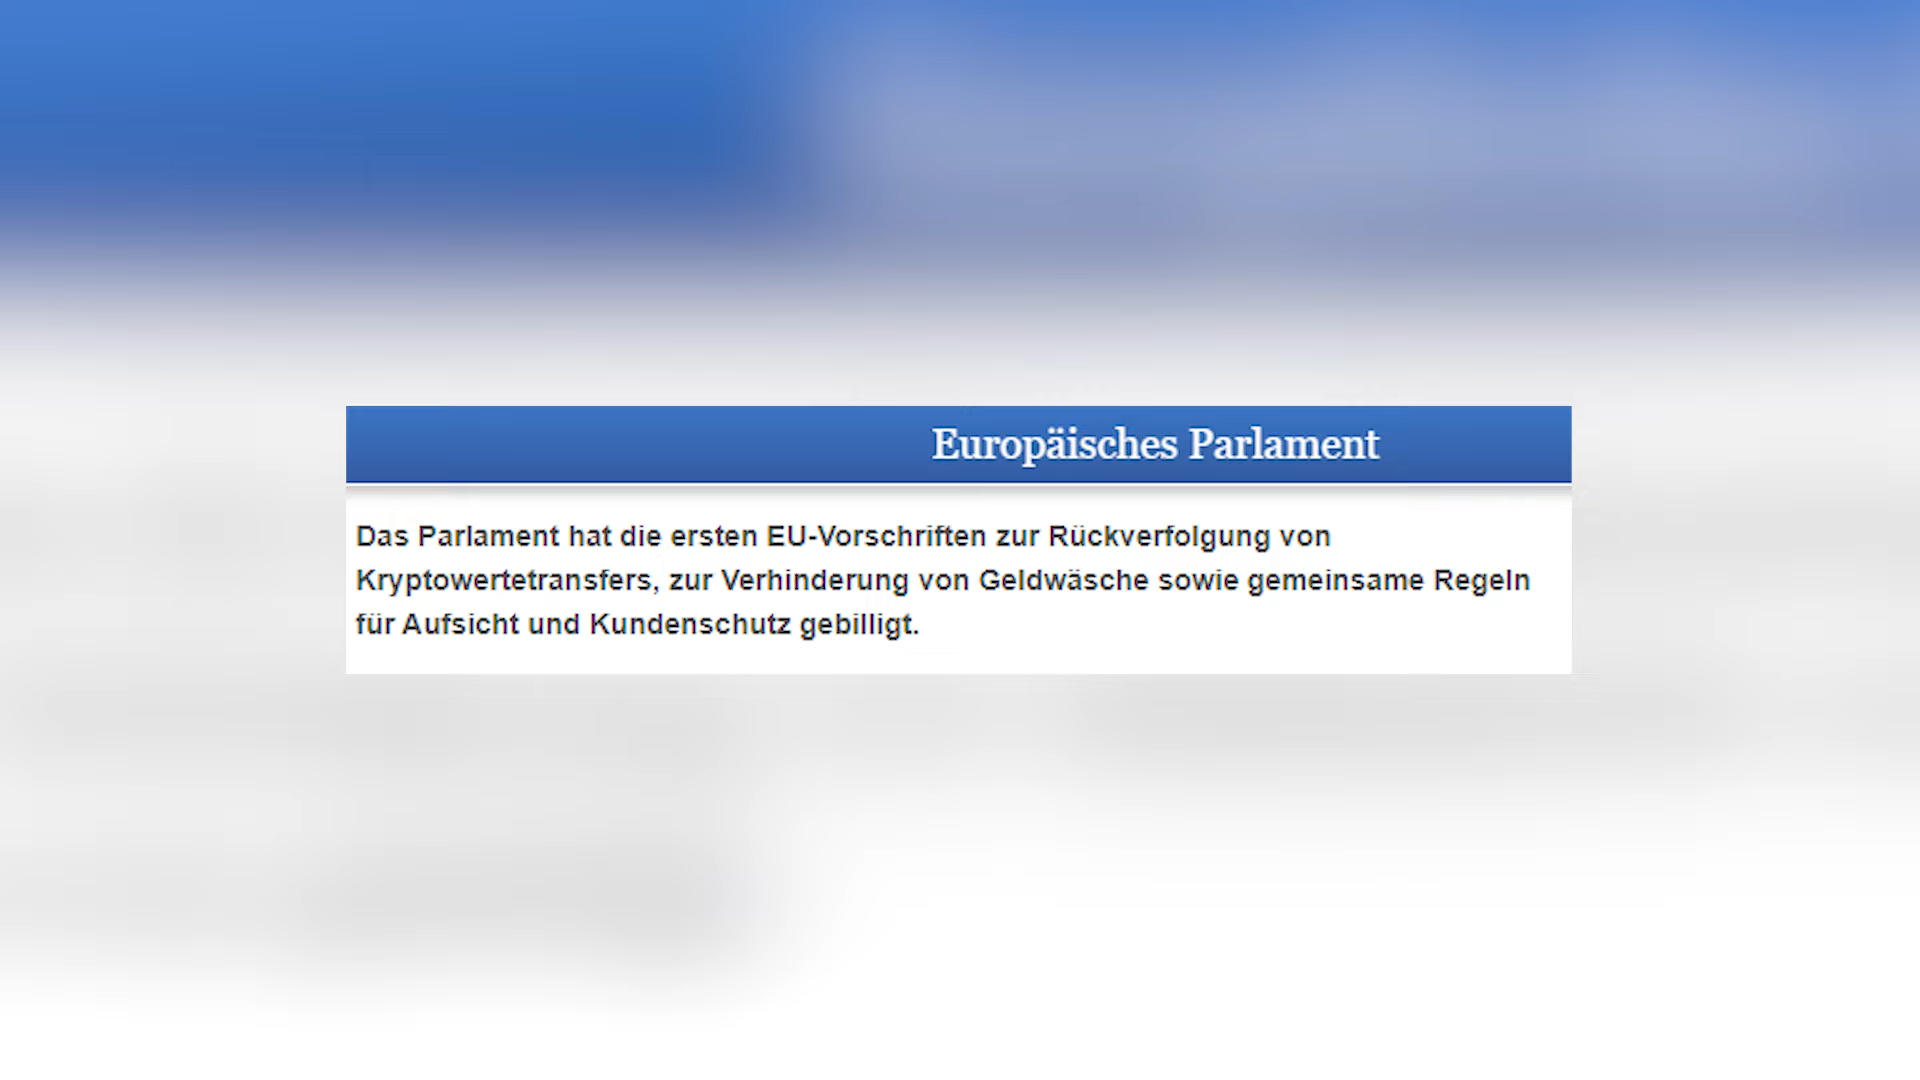 Europäisches Parlament
Das Parlament hat die ersten EU-Vorschriften zur Rückverfolgung von
Kryptowertetransfers, zur Verhinderung von Geldwäsche sowie gemeinsame Regeln
für Aufsicht und Kundenschutz gebilligt.